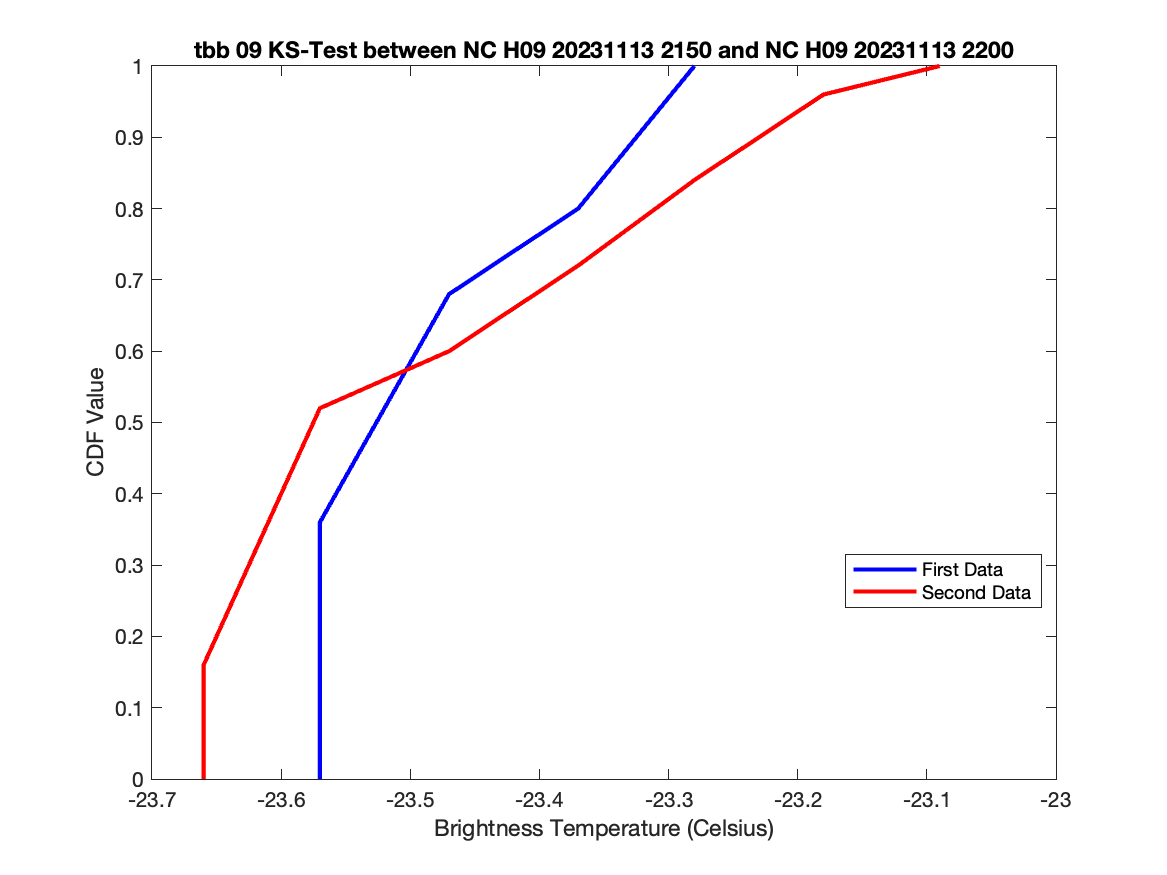 tbb 09 KS-Test between NC H09 20231113 2150 and NC H09 20231113 2200
1
0.9
0.8
0.7
0.6
0.5
0.4
0.3
0.2
0.1
0
CDF Value
First Data
Second Data
-23.7 -23.6 -23.5 -23.4 -23.3 -23.2 -23.1 -23
Brightness Temperature (Celsius)